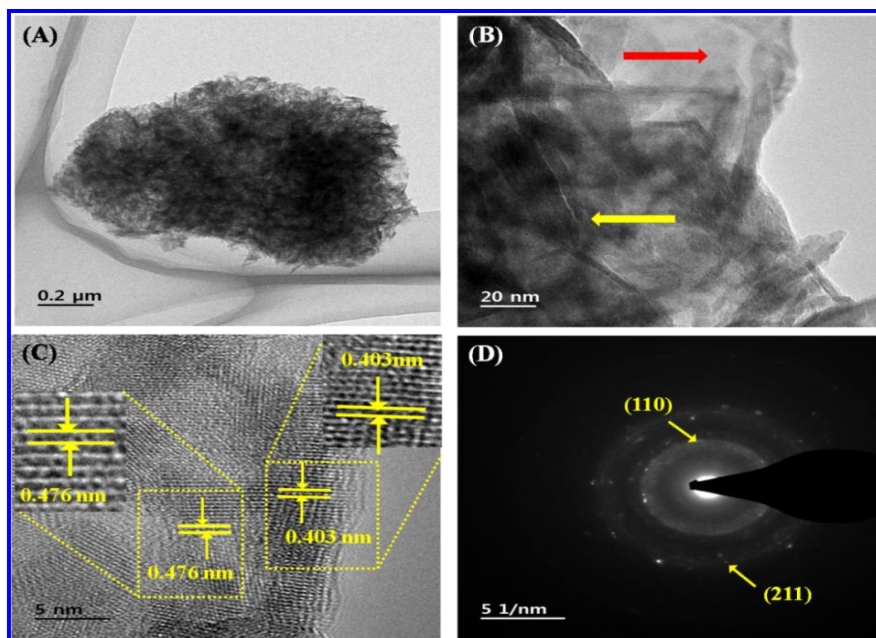 (A)
0.2 µm
(B)
20 nm
(C)
0.403nm
0.476 nm
0.403 nm
0.476 nm
5 nm
(D)
(110)
(211)
5 1/nm